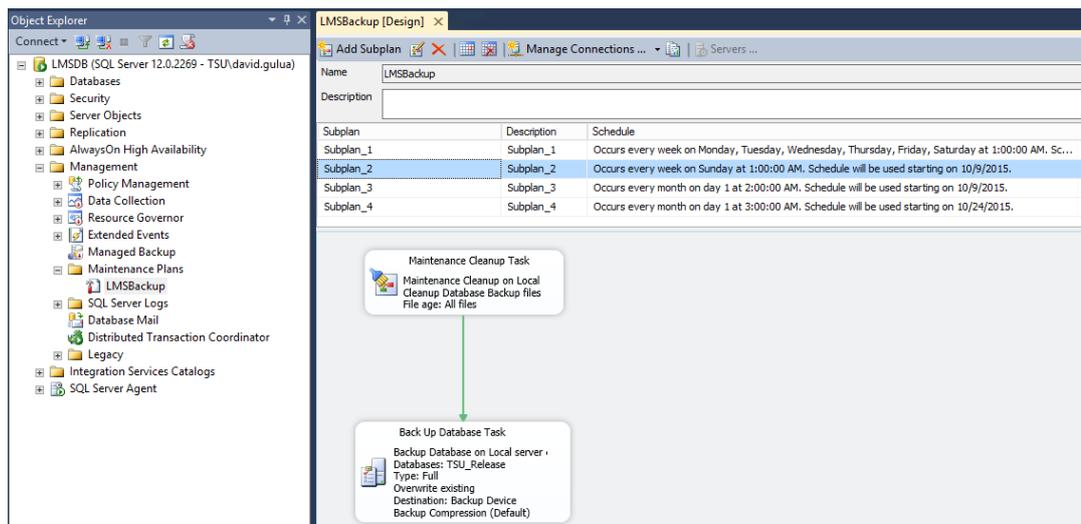 Object Explorer
Connect
LMSDB (SQL Server 12.0.2269 - TSU\david.gulua)
Databases
Security
Server Objects
Replication
AlwaysOn High Availability
Management
Policy Management
Data Collection
Resource Governor
Extended Events
Managed Backup
Maintenance Plans
LMSBackup
SQL Server Logs
Database Mail
Distributed Transaction Coordinator
Legacy
Integration Services Catalogs
SQL Server Agent
LMSBackup [Design]
Add Subplan Manage Connections ... Servers ...
Name LMSBackup
Description
Subplan Description Schedule
Subplan_1 Subplan_1 Occurs every week on Monday, Tuesday, Wednesday, Thursday, Friday, Saturday at 1:00:00 AM. Sc...
Subplan_2 Subplan_2 Occurs every week on Sunday at 1:00:00 AM. Schedule will be used starting on 10/9/2015.
Subplan_3 Subplan_3 Occurs every month on day 1 at 2:00:00 AM. Schedule will be used starting on 10/9/2015.
Subplan_4 Subplan_4 Occurs every month on day 1 at 3:00:00 AM. Schedule will be used starting on 10/24/2015.
Maintenance Cleanup Task
Maintenance Cleanup on Local
Cleanup Database Backup files
File age: All files
Back Up Database Task
Backup Database on Local server
Databases: TSU_Release
Type: Full
Overwrite existing
Destination: Backup Device
Backup Compression (Default)